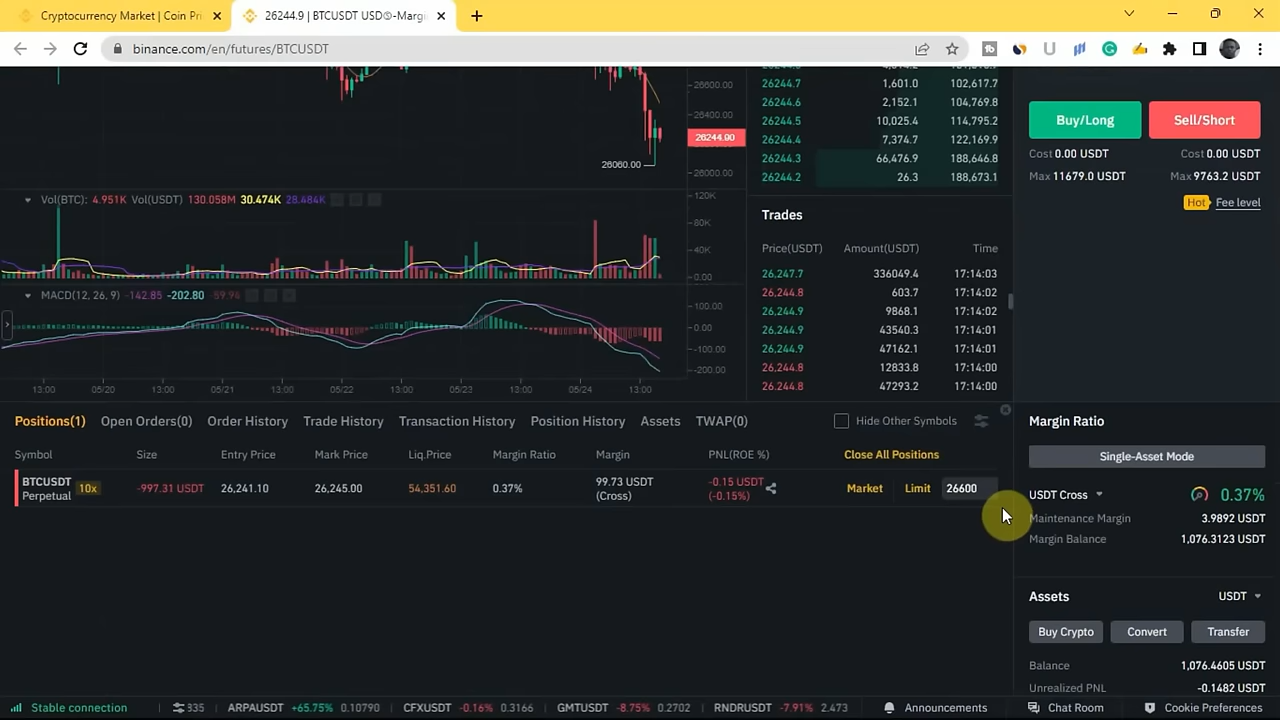 Cryptocurrency Market | Coin Pri
26244.9 | BTCUSDT USDⓈ-Margi
binance.com/en/futures/BTCUSDT
26600.00
26400.00
26244.90
26060.00
26000.00
Vol(BTC): 4.951K Vol(USDT) 130.058M 30.474K 28.484K
120K
80K
40K
0.00
MACD(12, 26, 9) -142.85 -202.80 -59.94
100.00
0.00
-100.00
-200.00
13:00 05/20 13:00 05/21 13:00 05/22 13:00 05/23 13:00 05/24 13:00
26244.7 1,601.0 102,617.7
26244.6 2,152.1 104,769.8
26244.5 10,025.4 114,795.2
26244.4 7,374.7 122,169.9
26244.3 66,476.9 188,646.8
26244.2 26.3 188,673.1
Trades
Price(USDT) Amount(USDT) Time
26,247.7 336049.4 17:14:03
26,244.8 603.7 17:14:02
26,244.9 9868.1 17:14:02
26,244.9 43540.3 17:14:01
26,244.9 47162.1 17:14:01
26,244.8 12833.8 17:14:00
26,244.8 47293.2 17:14:00
Buy/Long Sell/Short
Cost 0.00 USDT Cost 0.00 USDT
Max 11679.0 USDT Max 9763.2 USDT
Hot Fee level
Positions(1) Open Orders(0) Order History Trade History Transaction History Position History Assets TWAP(0) Hide Other Symbols
Symbol Size Entry Price Mark Price Liq.Price Margin Ratio Margin PNL(ROE %) Close All Positions
BTCUSDT Perpetual 10x -997.31 USDT 26,241.10 26,245.00 54,351.60 0.37% 99.73 USDT (Cross) -0.15 USDT (-0.15%) Market Limit 26600
Margin Ratio
Single-Asset Mode
USDT Cross 0.37%
Maintenance Margin 3.9892 USDT
Margin Balance 1,076.3123 USDT
Assets USDT
Buy Crypto Convert Transfer
Balance 1,076.4605 USDT
Unrealized PNL -0.1482 USDT
Stable connection 335 ARPAUSDT +65.75% 0.10790 CFXUSDT -0.16% 0.3166 GMTUSDT -8.75% 0.2702 RNDRUSDT -7.91% 2.473 Announcements Chat Room Cookie Preferences